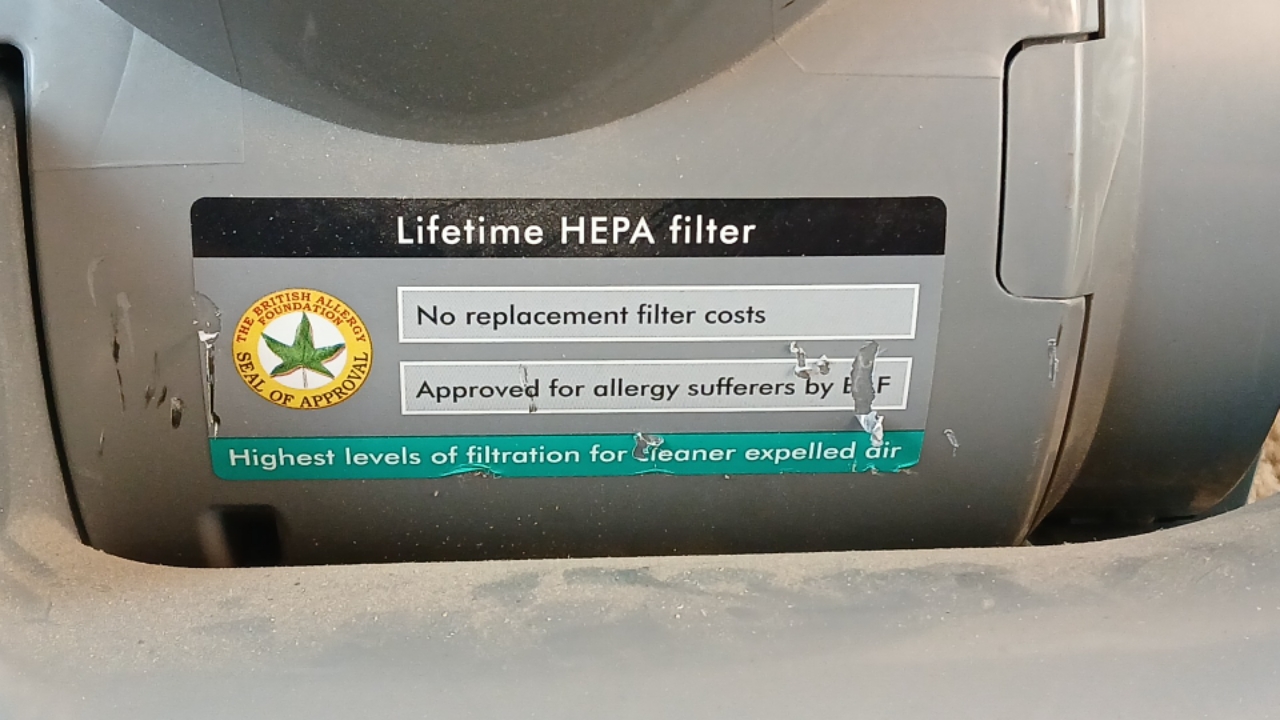 Lifetime HEPA filter
THE BRITISH ALLERGY
FOUNDATION
SEAL OF APPROVAL
No replacement filter costs
Approved for allergy sufferers by
Highest levels of filtration for cleaner expelled air